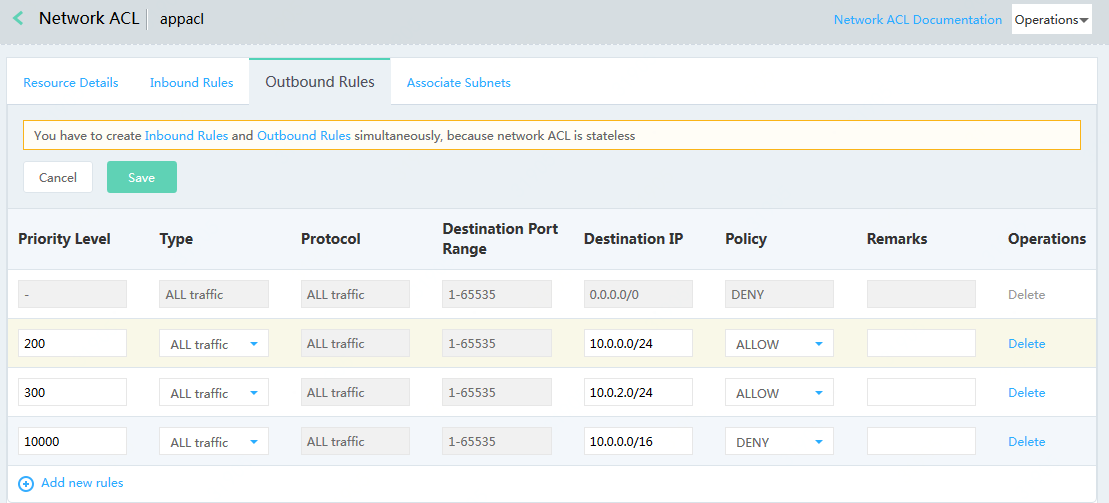 Network ACL appacl Network ACL Documentation Operations
Resource Details Inbound Rules Outbound Rules Associate Subnets
You have to create Inbound Rules and Outbound Rules simultaneously, because network ACL is stateless
Cancel Save
Priority Level Type Protocol Destination Port Range Destination IP Policy Remarks Operations
- ALL traffic ALL traffic 1-65535 0.0.0.0/0 DENY Delete
200 ALL traffic ALL traffic 1-65535 10.0.0.0/24 ALLOW Delete
300 ALL traffic ALL traffic 1-65535 10.0.2.0/24 ALLOW Delete
10000 ALL traffic ALL traffic 1-65535 10.0.0.0/16 DENY Delete
Add new rules